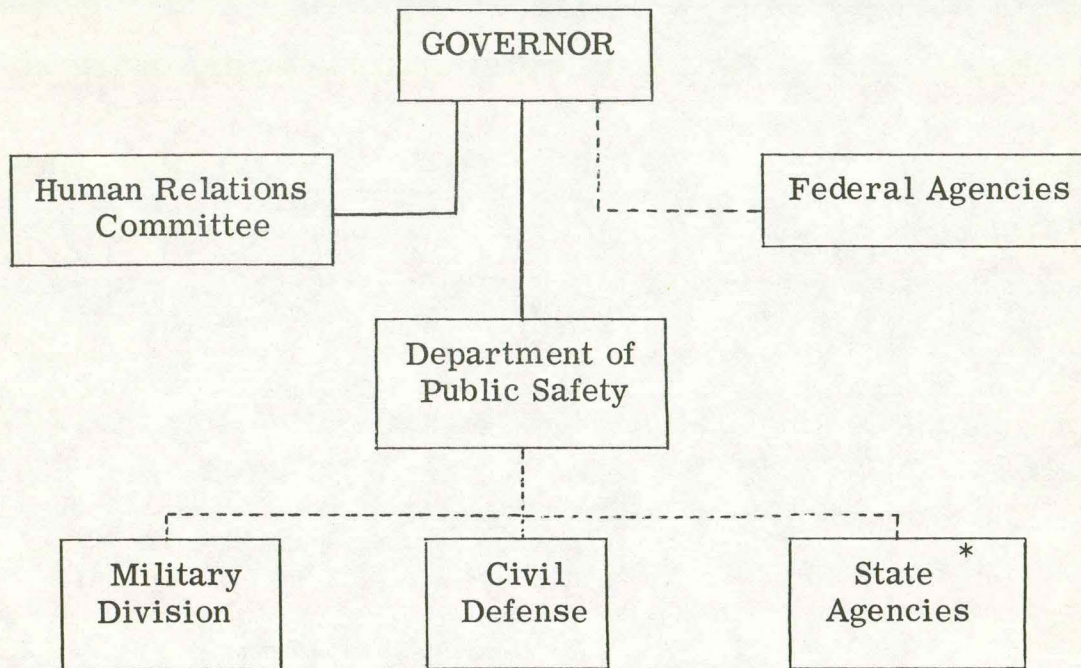 GOVERNOR
Human Relations
Committee
Federal Agencies
Department of
Public Safety
Military
Division
Civil
Defense
State *
Agencies